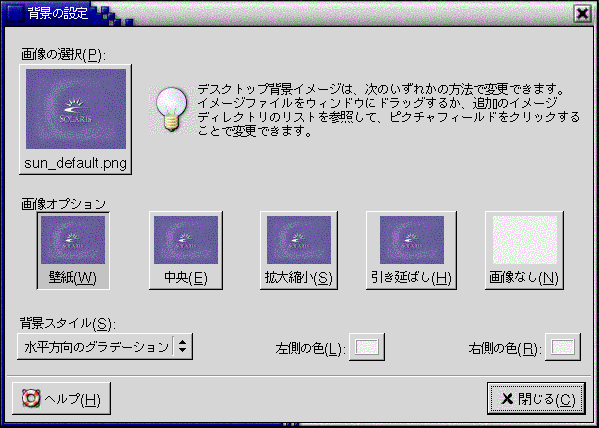 背景の設定
画像の選択(P):
SOLARIS
sun_default.png
デスクトップ背景イメージは、次のいずれかの方法で変更できます。
イメージファイルをウィンドウにドラッグするか、追加のイメージ
ディレクトリのリストを参照して、ピクチャフィールドをクリックする
ことで変更できます。
画像オプション
壁紙(W)
中央(E)
拡大縮小(S)
引き延ばし(H)
画像なし(N)
背景スタイル(S):
水平方向のグラデーション
左側の色(L):
右側の色(R):
ヘルプ(H)
閉じる(C)